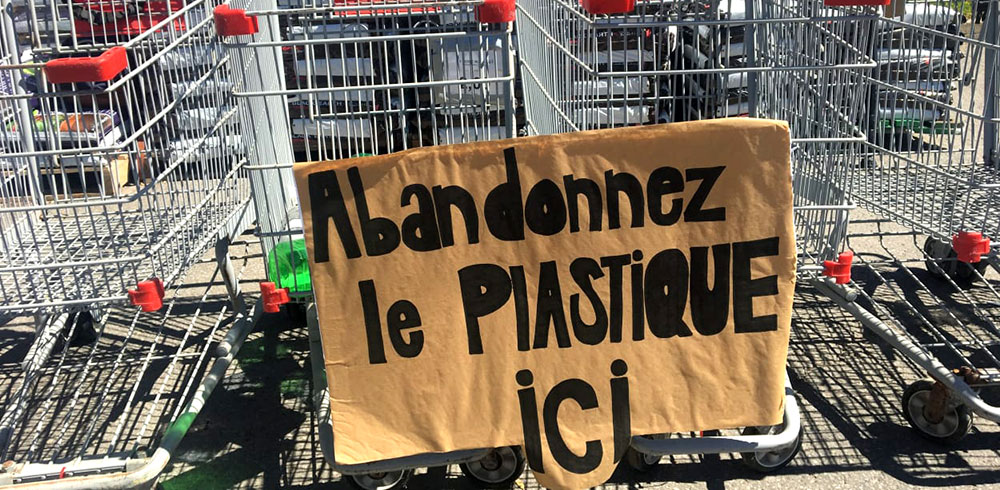 Abandonnez
le PLASTiQUE
ici